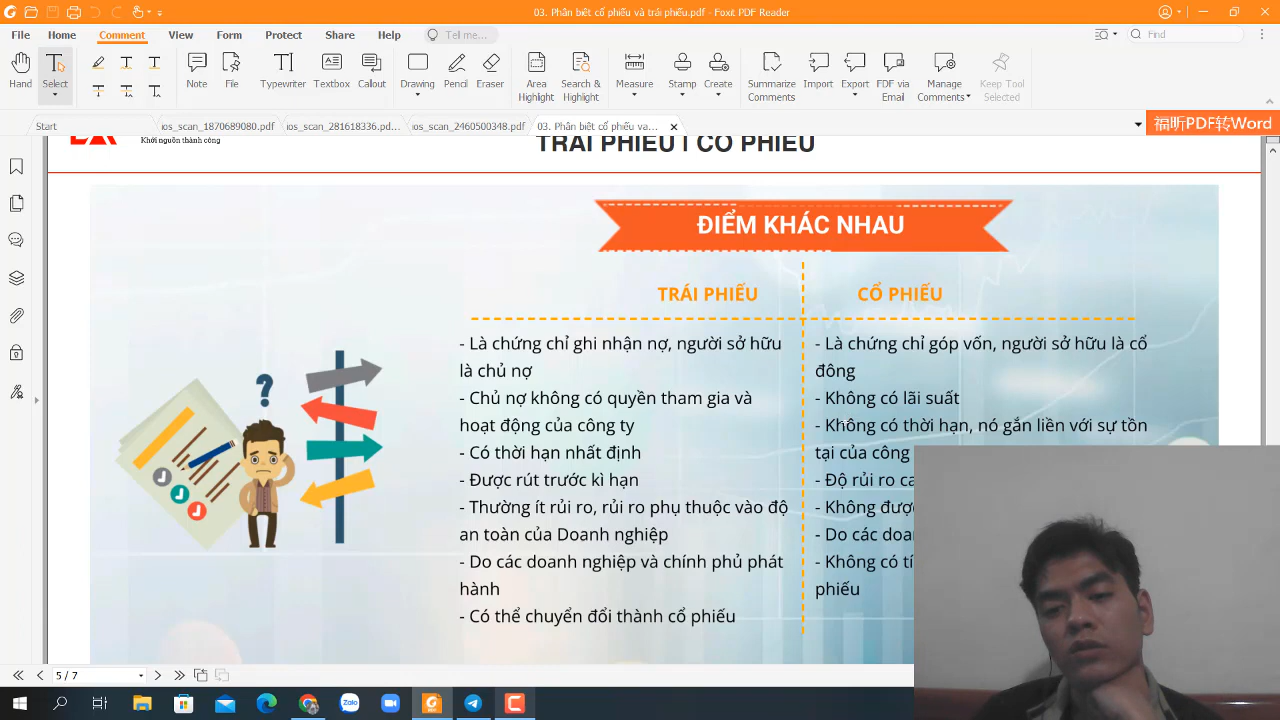 03. Phân biệt cổ phiếu và trái phiếu.pdf - Foxit PDF Reader
File Home Comment View Form Protect Share Help Tell me... Find
Hand Select Note File Typewriter Textbox Callout Drawing Pencil Eraser Area Highlight Search & Highlight Measure Stamp Create Summarize Comments Import Export PDF via Email Manage Comments Keep Tool Selected
Start ios_scan_1870689080.pdf ios_scan_281618336.pd... ios_scan_2460500348.pdf 03. Phân biệt cổ phiếu va... 福昕PDF转Word
Khởi nguồn thành công
TRÁI PHIẾU | CỔ PHIẾU
ĐIỂM KHÁC NHAU
TRÁI PHIẾU
- Là chứng chỉ ghi nhận nợ, người sở hữu
là chủ nợ
- Chủ nợ không có quyền tham gia và
hoạt động của công ty
- Có thời hạn nhất định
- Được rút trước kì hạn
- Thường ít rủi ro, rủi ro phụ thuộc vào độ
an toàn của Doanh nghiệp
- Do các doanh nghiệp và chính phủ phát
hành
- Có thể chuyển đổi thành cổ phiếu
CỔ PHIẾU
- Là chứng chỉ góp vốn, người sở hữu là cổ
đông
- Không có lãi suất
- Không có thời hạn, nó gắn liền với sự tồn
tại của công
- Độ rủi ro
- Không
- Do các
- Không có
phiếu
5 / 7
Zalo